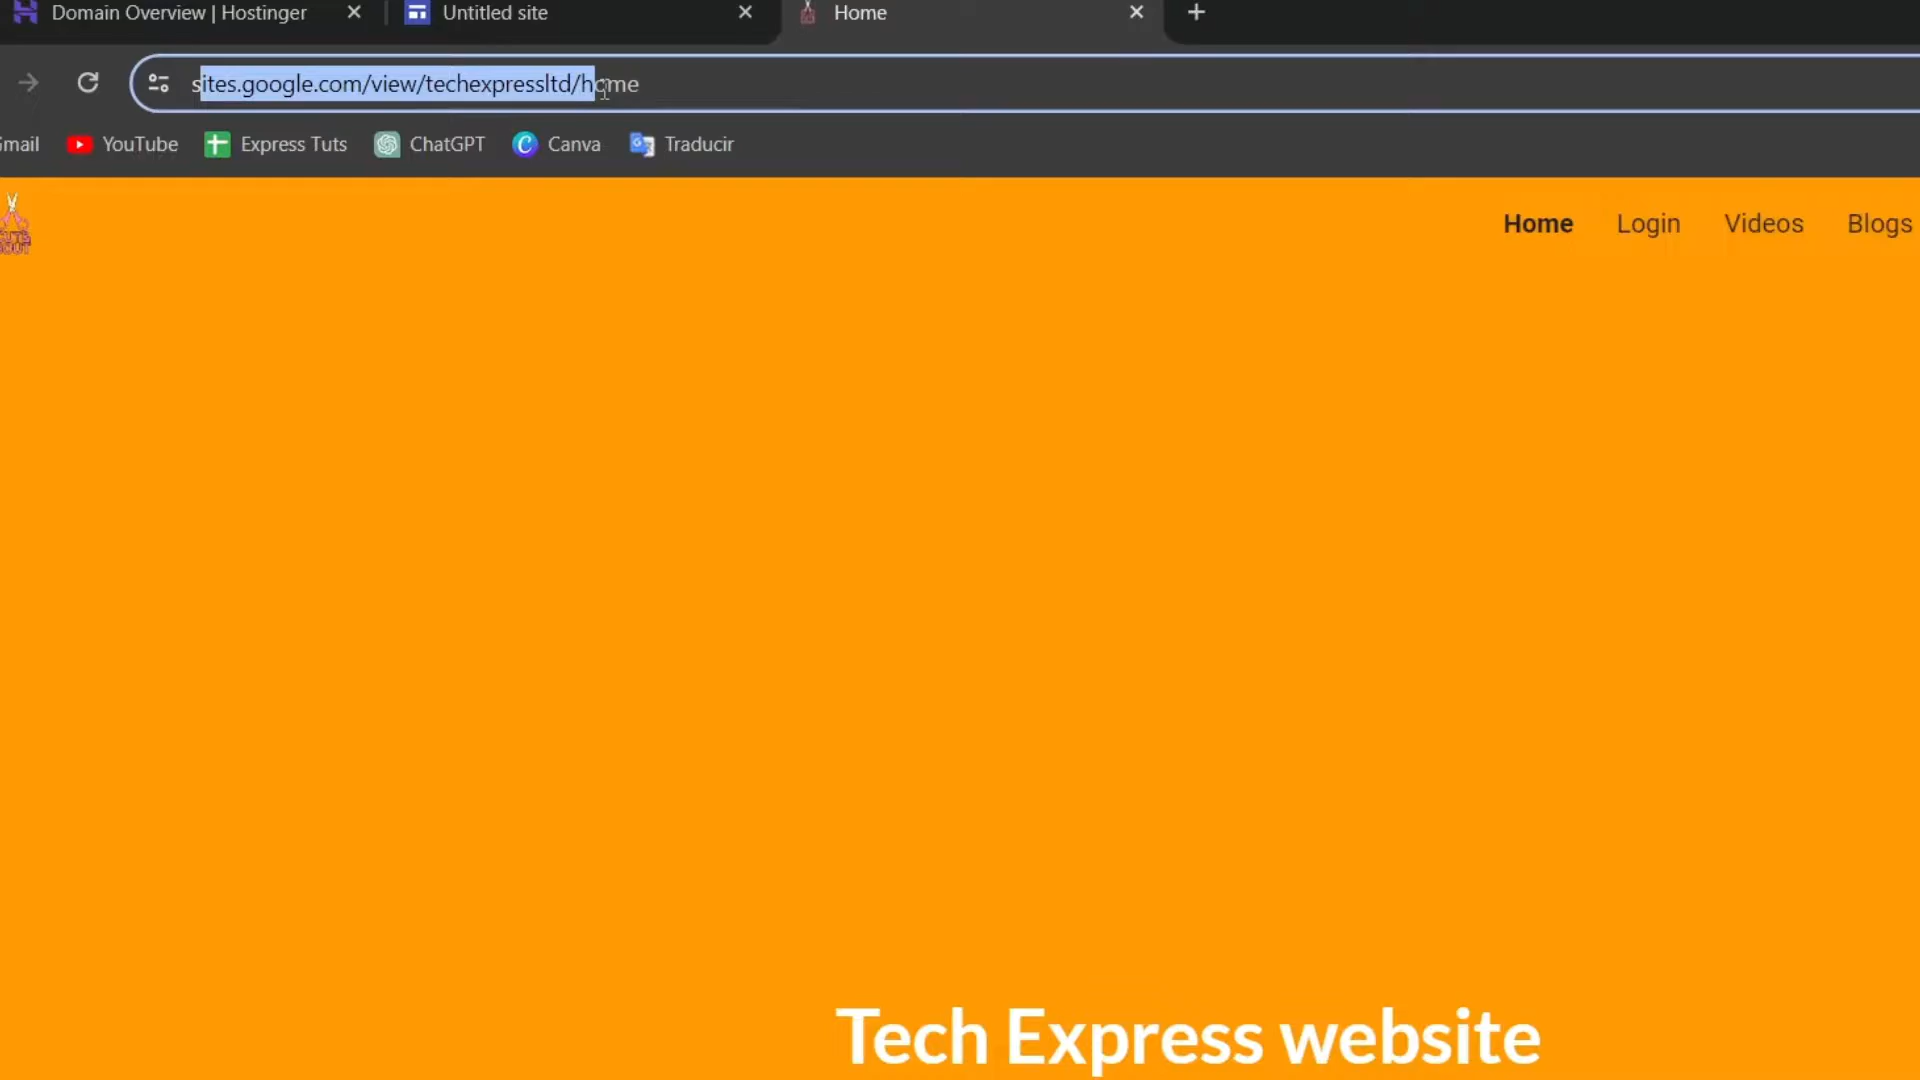 Domain Overview | Hostinger
Untitled site
Home
sites.google.com/view/techexpressltd/home
YouTube
Express Tuts
ChatGPT
Canva
Traducir
Home
Login
Videos
Blogs
Tech Express website